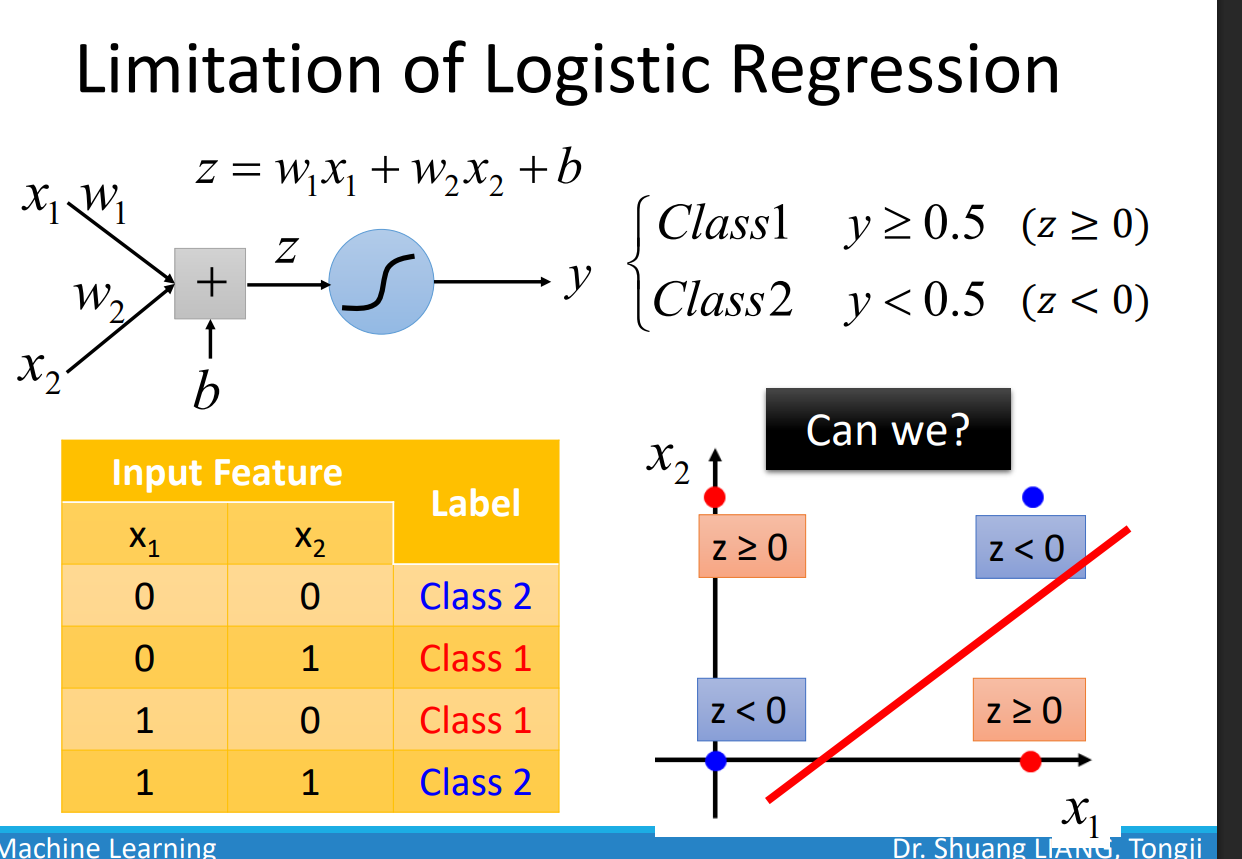 Limitation of Logistic Regression
z = w₁x₁ + w₂x₂ + b
x₁ w₁
w₂
x₂
+
z
b
y
Class1 y ≥ 0.5 (z ≥ 0)
Class2 y < 0.5 (z < 0)
Input Feature Label
x₁ x₂
0 0 Class 2
0 1 Class 1
1 0 Class 1
1 1 Class 2
Can we?
x₂
z ≥ 0 z < 0
z < 0 z ≥ 0
x₁
Machine Learning Dr. Shuang LIANG, Tongji